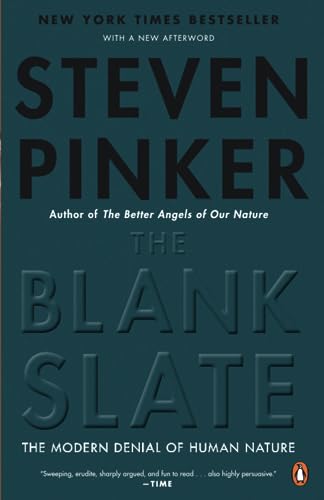 NEW YORK TIMES BESTSELLER
WITH A NEW AFTERWORD
STEVEN
PINKER
Author of The Better Angels of Our Nature
THE
BLANK
SLATE
THE MODERN DENIAL OF HUMAN NATURE
"Sweeping, erudite, sharply argued, and fun to read . . . also highly persuasive."
—TIME